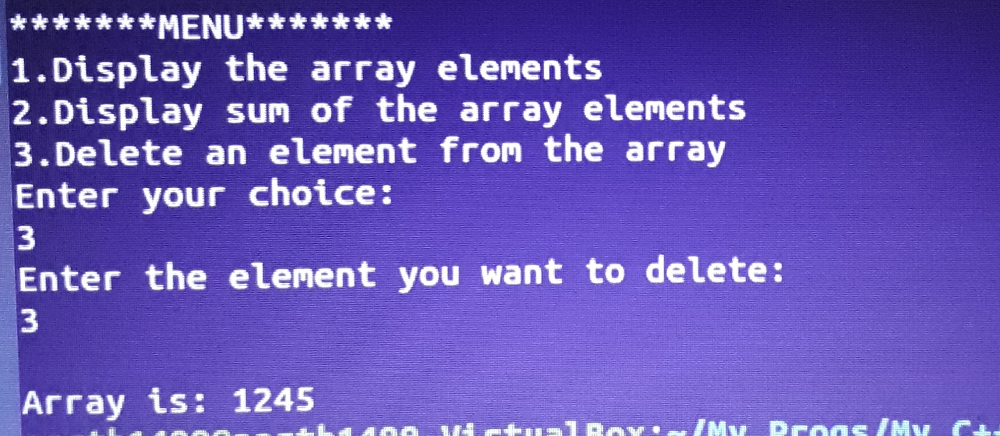 *******MENU*******
1.Display the array elements
2.Display sum of the array elements
3.Delete an element from the array
Enter your choice:
3
Enter the element you want to delete:
3
Array is: 1245
VirtualBox:~/My Progs/My C++